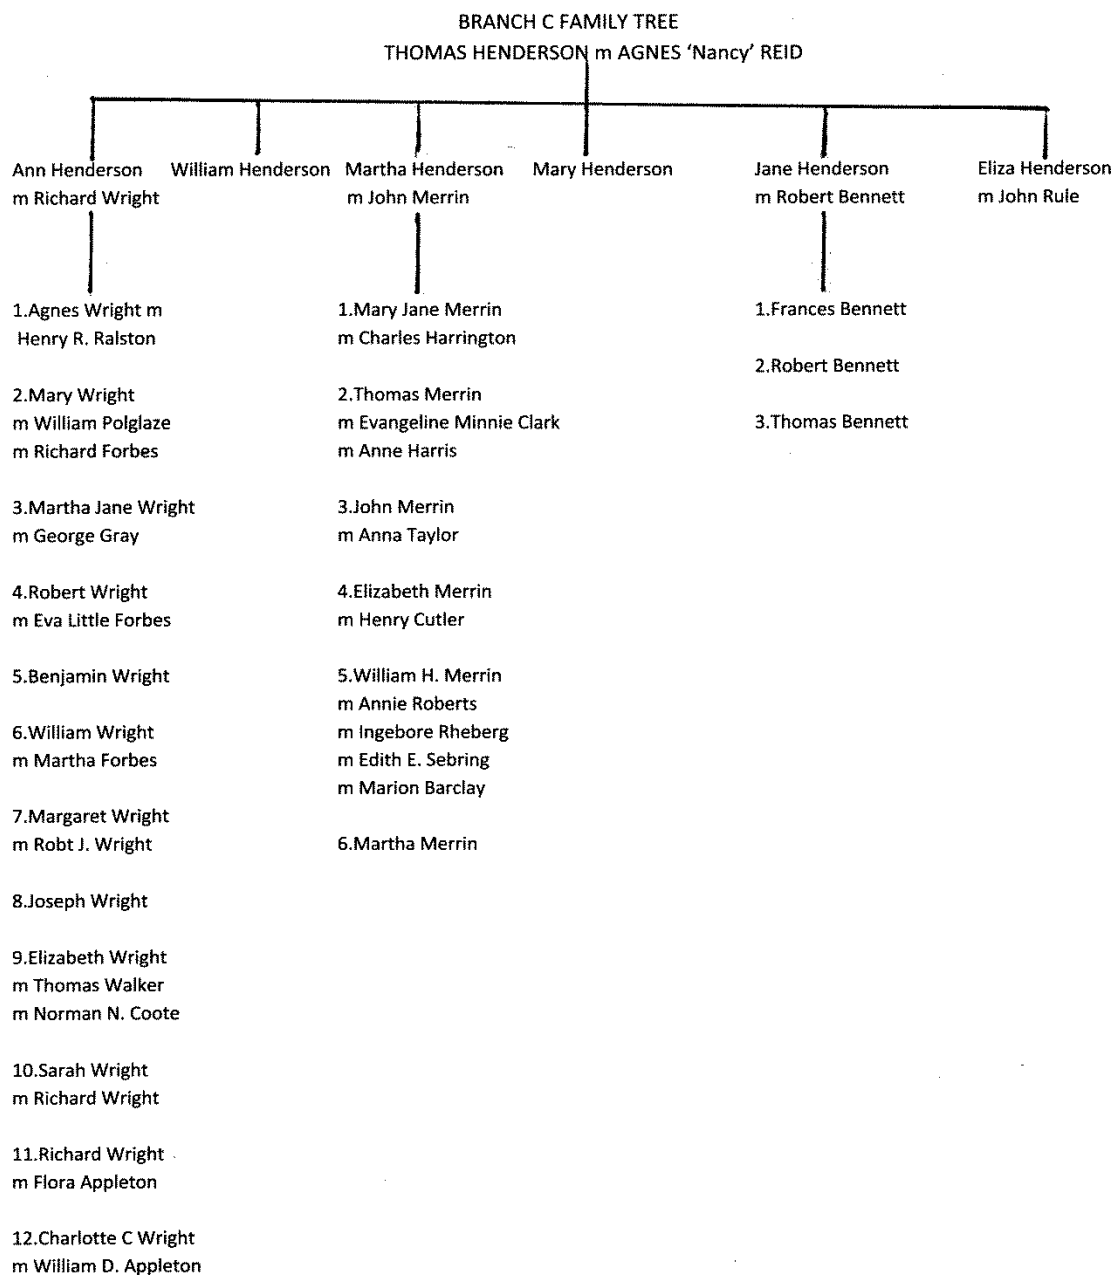 BRANCH C FAMILY TREE
THOMAS HENDERSON m AGNES ‘Nancy’ REID
Ann Henderson
m Richard Wright
William Henderson
Martha Henderson
m John Merrin
Mary Henderson
Jane Henderson
m Robert Bennett
Eliza Henderson
m John Rule
1.Agnes Wright m
Henry R. Ralston
2.Mary Wright
m William Polglaze
m Richard Forbes
3.Martha Jane Wright
m George Gray
4.Robert Wright
m Eva Little Forbes
5.Benjamin Wright
6.William Wright
m Martha Forbes
7.Margaret Wright
m Robt J. Wright
8.Joseph Wright
9.Elizabeth Wright
m Thomas Walker
m Norman N. Coote
10.Sarah Wright
m Richard Wright
11.Richard Wright
m Flora Appleton
12.Charlotte C Wright
m William D. Appleton
1.Mary Jane Merrin
m Charles Harrington
2.Thomas Merrin
m Evangeline Minnie Clark
m Anne Harris
3.John Merrin
m Anna Taylor
4.Elizabeth Merrin
m Henry Cutler
5.William H. Merrin
m Annie Roberts
m Ingebore Rheberg
m Edith E. Sebring
m Marion Barclay
6.Martha Merrin
1.Frances Bennett
2.Robert Bennett
3.Thomas Bennett